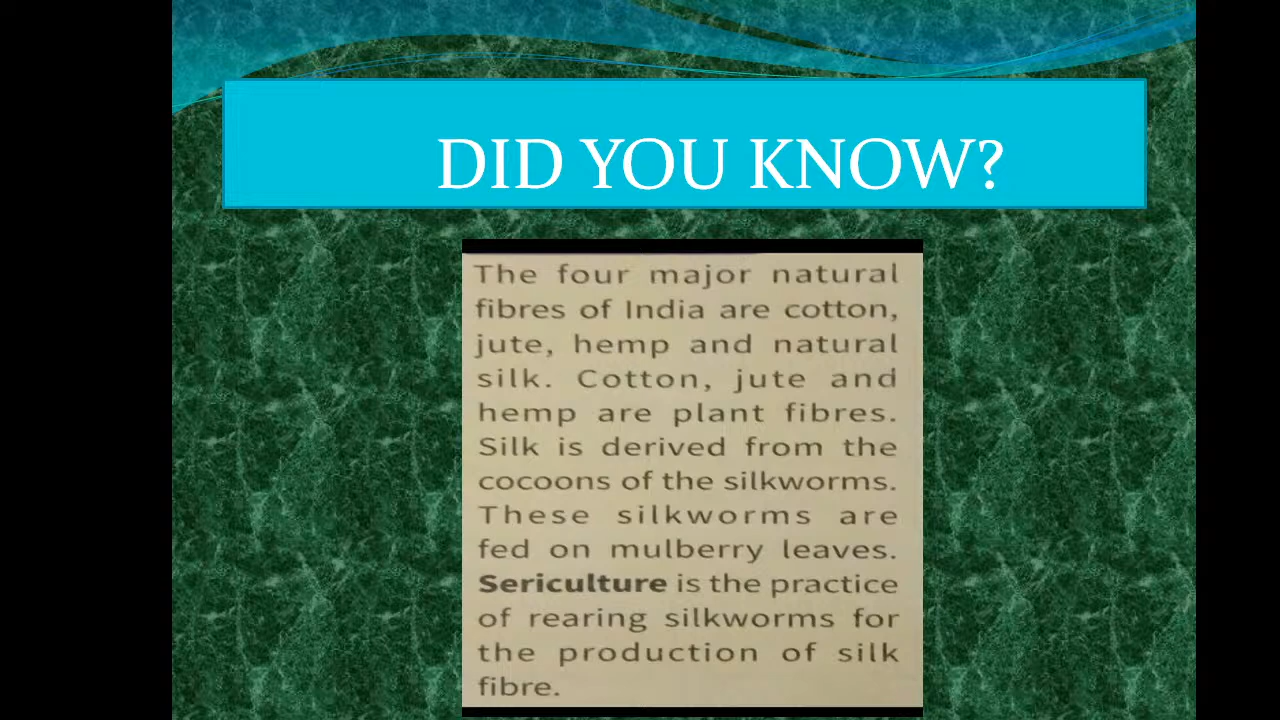 DID YOU KNOW?
The four major natural
fibres of India are cotton,
jute, hemp and natural
silk. Cotton, jute and
hemp are plant fibres.
Silk is derived from the
cocoons of the silkworms.
These silkworms are
fed on mulberry leaves.
Sericulture is the practice
of rearing silkworms for
the production of silk
fibre.